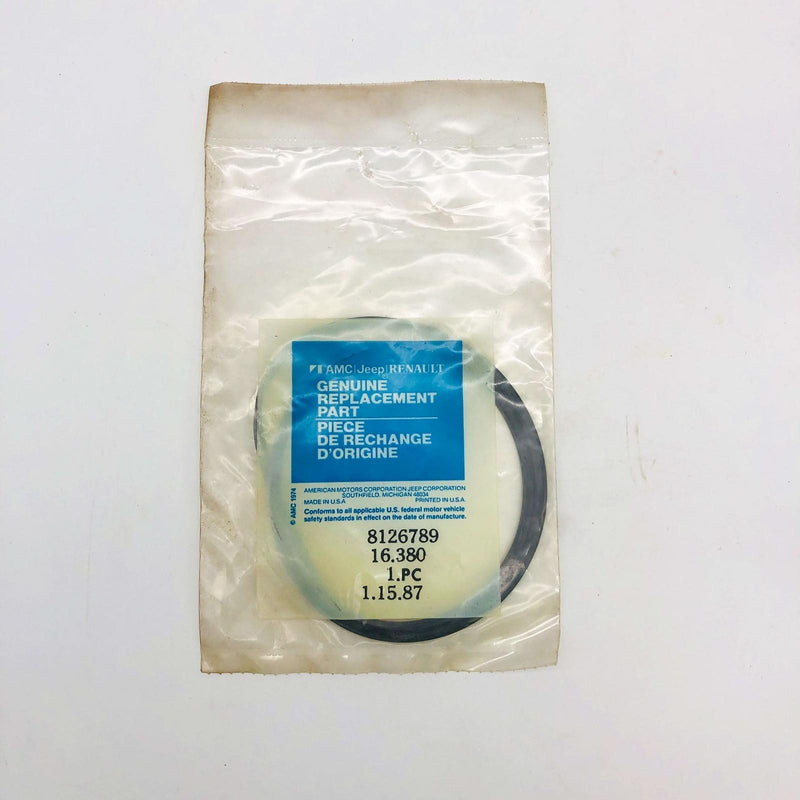 AMC|Jeep|RENAULT
GENUINE
REPLACEMENT
PART
PIECE
DE RECHANGE
D'ORIGINE
© AMC 1974
AMERICAN MOTORS CORPORATION JEEP CORPORATION
SOUTHFIELD, MICHIGAN 48034
MADE IN U.S.A. PRINTED IN U.S.A.
Conforms to all applicable U.S. federal motor vehicle
safety standards in effect on the date of manufacture.
8126789
16.380
1.PC
1.15.87